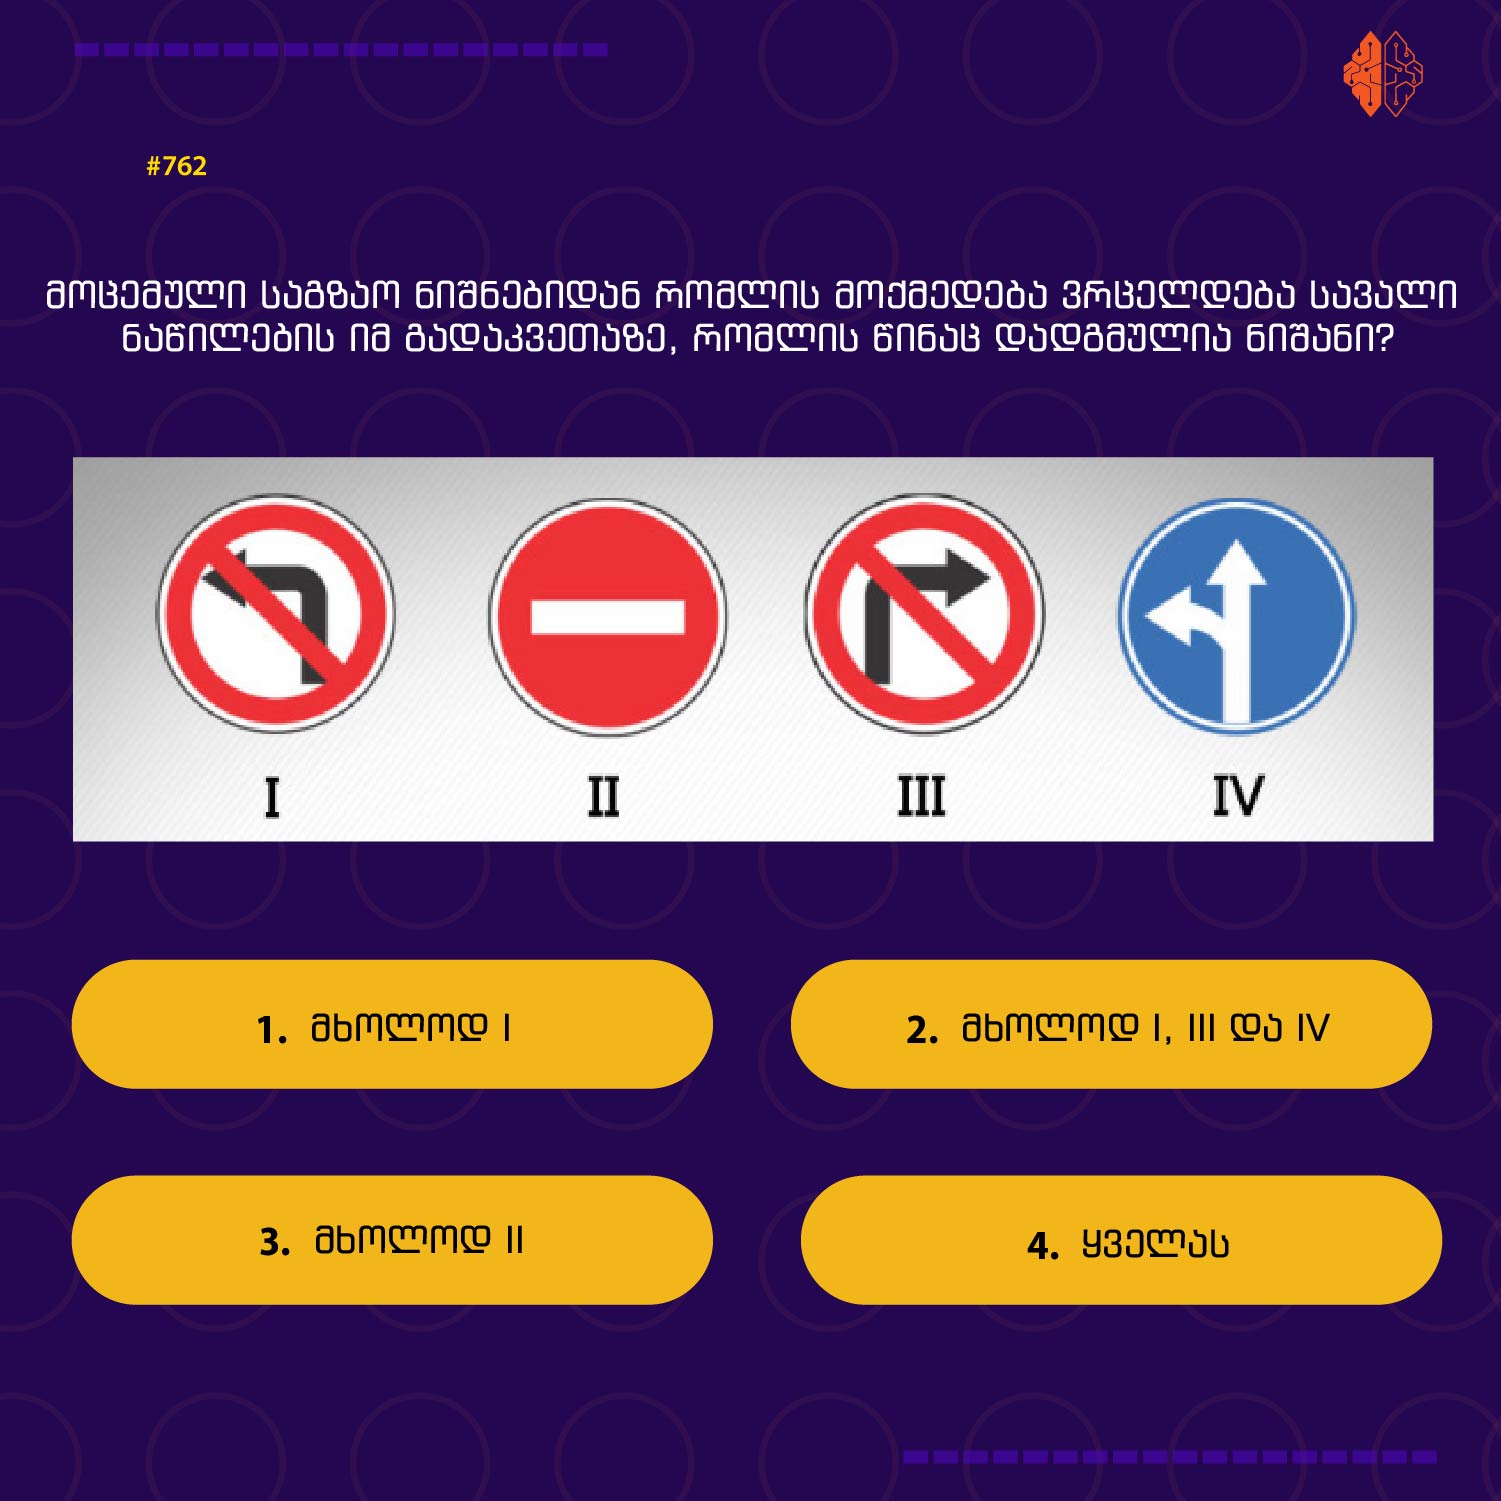 #762
მოცემული საგზაო ნიშნებიდან რომლის მოქმედება ვრცელდება სავალი
ნაწილების იმ გადაკვეთაზე, რომლის წინაც დადგმულია ნიშანი?
I II III IV
1. მხოლოდ I
2. მხოლოდ I, III და IV
3. მხოლოდ II
4. ყველას